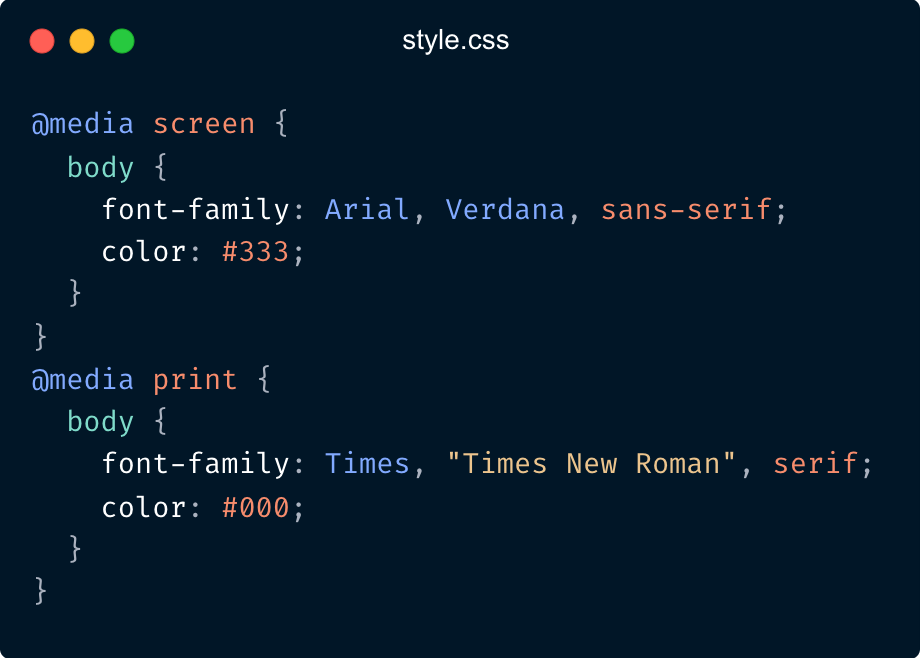 style.css
@media screen {
  body {
    font-family: Arial, Verdana, sans-serif;
    color: #333;
  }
}
@media print {
  body {
    font-family: Times, "Times New Roman", serif;
    color: #000;
  }
}